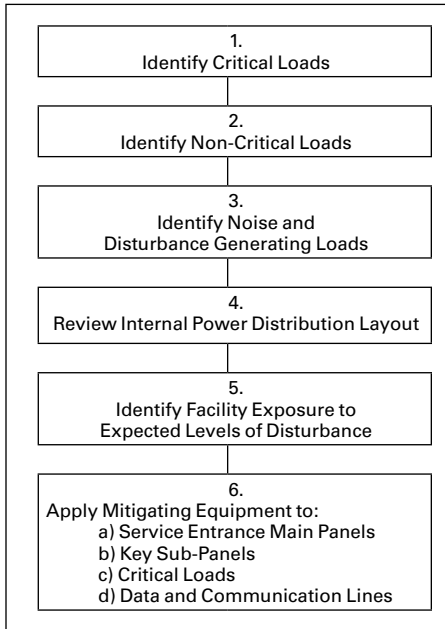 1.
Identify Critical Loads
2.
Identify Non-Critical Loads
3.
Identify Noise and
Disturbance Generating Loads
4.
Review Internal Power Distribution Layout
5.
Identify Facility Exposure to
Expected Levels of Disturbance
6.
Apply Mitigating Equipment to:
a) Service Entrance Main Panels
b) Key Sub-Panels
c) Critical Loads
d) Data and Communication Lines